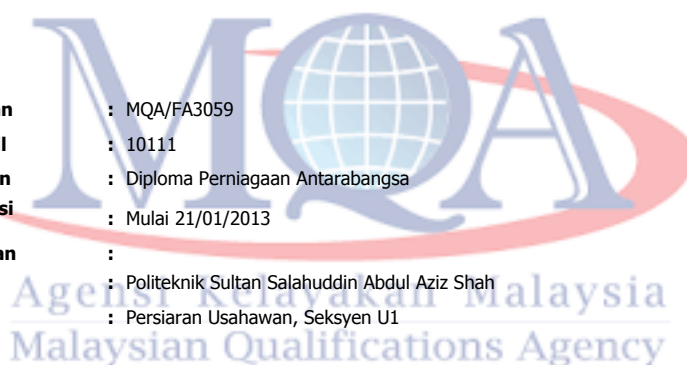 MQA
an : MQA/FA3059
l : 10111
n : Diploma Perniagaan Antarabangsa
si
: Mulai 21/01/2013
an :
: Politeknik Sultan Salahuddin Abdul Aziz Shah
: Persiaran Usahawan, Seksyen U1
Agensi Kelayakan Malaysia
Malaysian Qualifications Agency